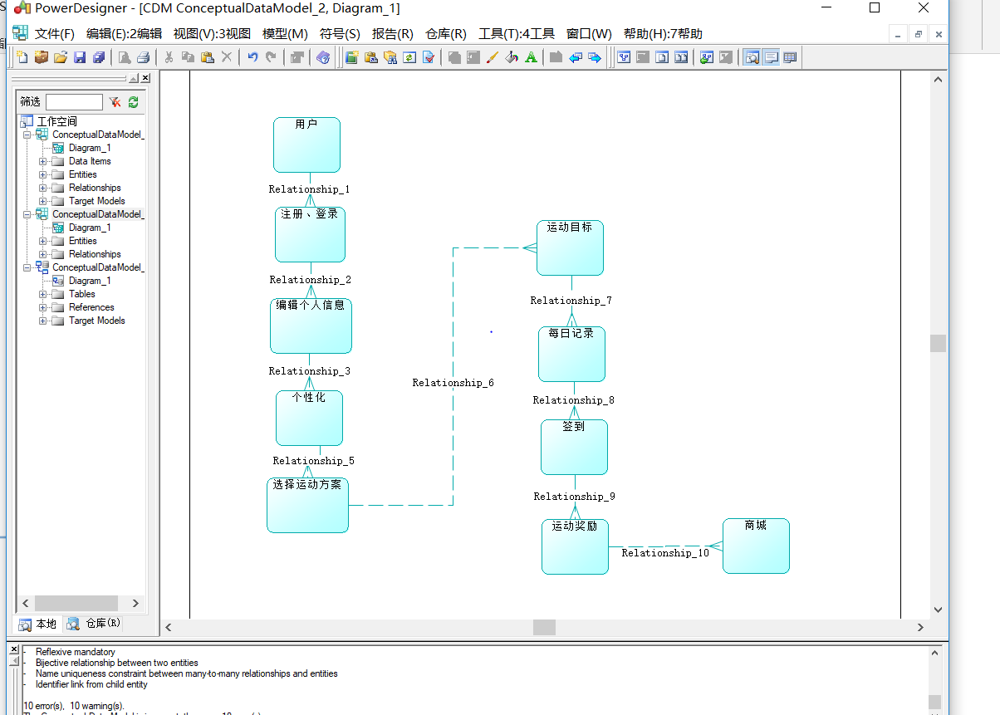 PowerDesigner - [CDM ConceptualDataModel_2, Diagram_1]
文件(F) 编辑(E):2编辑 视图(V):3视图 模型(M) 符号(S) 报告(R) 仓库(R) 工具(T):4工具 窗口(W) 帮助(H):7帮助
筛选
工作空间
ConceptualDataModel_
Diagram_1
Data Items
Entities
Relationships
Target Models
ConceptualDataModel_
Diagram_1
Entities
Relationships
ConceptualDataModel_
Diagram_1
Tables
References
Target Models
本地 仓库(R)
用户
Relationship_1
注册、登录
Relationship_2
编辑个人信息
Relationship_3
个性化
Relationship_5
选择运动方案
Relationship_6
运动目标
Relationship_7
每日记录
Relationship_8
签到
Relationship_9
运动奖励
Relationship_10
商城
- Reflexive mandatory
- Bijective relationship between two entities
- Name uniqueness constraint between many-to-many relationships and entities
- Identifier link from child entity
10 error(s), 10 warning(s).